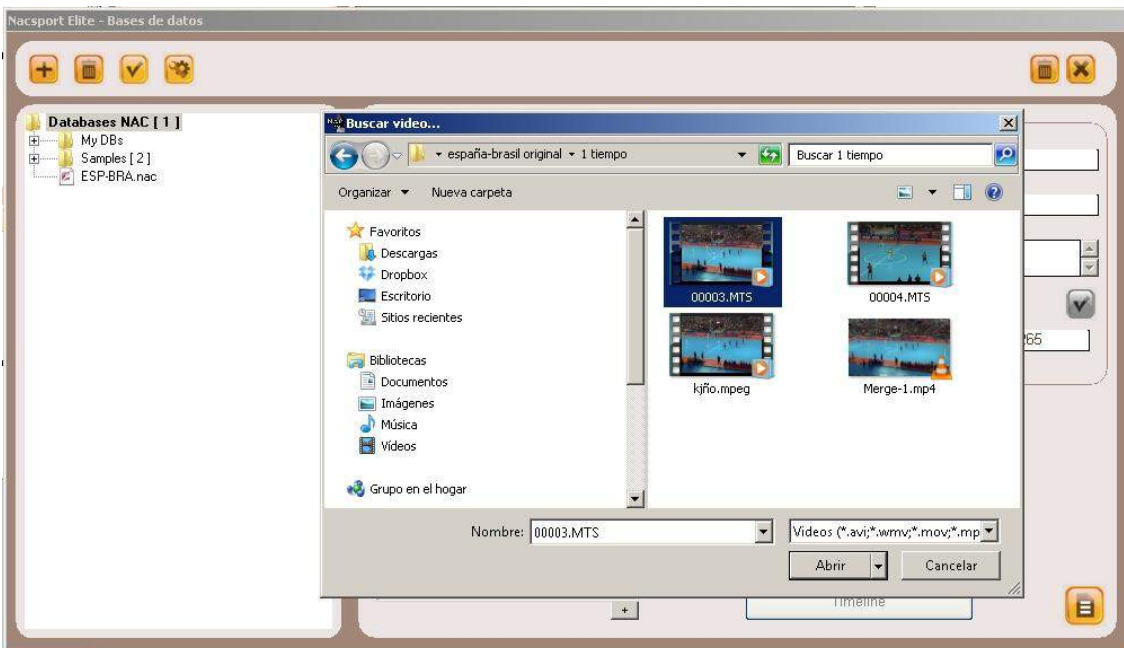 Nacsport Elite - Bases de datos
Databases NAC [ 1 ]
My DBs
Samples [ 2 ]
ESP-BRA.nac
Buscar video...
españa-brasil original
1 tiempo
Buscar 1 tiempo
Organizar
Nueva carpeta
Favoritos
Descargas
Dropbox
Escritorio
Sitios recientes
Bibliotecas
Documentos
Imágenes
Música
Vídeos
Grupo en el hogar
00003.MTS
00004.MTS
kjño.mpeg
Merge-1.mp4
265
Nombre: 00003.MTS
Videos (*.avi;*.wmv;*.mov;*.mp
Abrir
Cancelar
+
Timeline